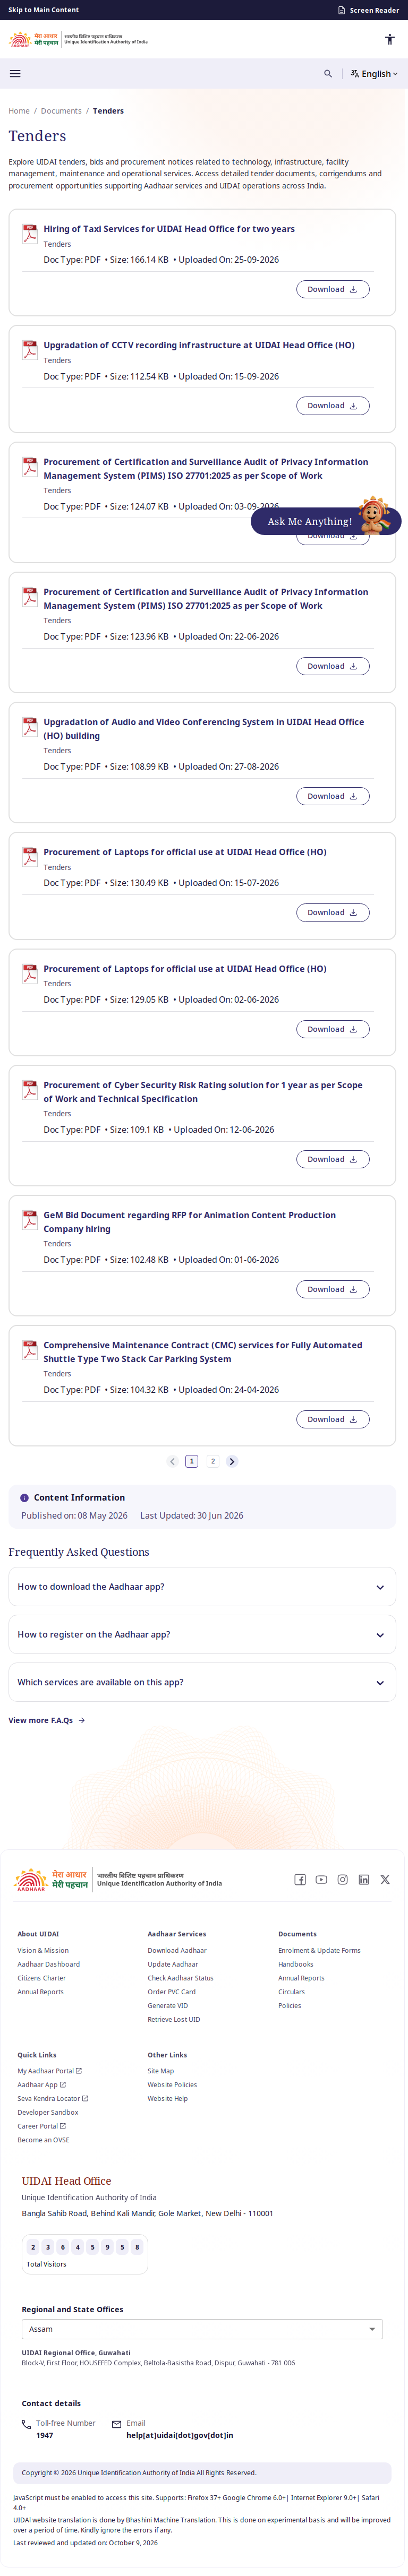 Skip to Main Content
Screen Reader
भारतीय विशिष्ट पहचान प्राधिकरण
Unique Identification Authority of India
मेरा आधार
मेरी पहचान
AADHAAR
English
Home / Documents / Tenders
Tenders
Explore UIDAI tenders, bids and procurement notices related to technology, infrastructure, facility
management, maintenance and operational services. Access detailed tender documents, corrigendums and
procurement opportunities supporting Aadhaar services and UIDAI operations across India.
Hiring of Taxi Services for UIDAI Head Office for two years
Tenders
Doc Type: PDF • Size: 166.14 KB • Uploaded On: 25-09-2026
Download
Upgradation of CCTV recording infrastructure at UIDAI Head Office (HO)
Tenders
Doc Type: PDF • Size: 112.54 KB • Uploaded On: 15-09-2026
Download
Procurement of Certification and Surveillance Audit of Privacy Information
Management System (PIMS) ISO 27701:2025 as per Scope of Work
Tenders
Doc Type: PDF • Size: 124.07 KB • Uploaded On: 03-09-2026
Ask Me Anything!
Download
Procurement of Certification and Surveillance Audit of Privacy Information
Management System (PIMS) ISO 27701:2025 as per Scope of Work
Tenders
Doc Type: PDF • Size: 123.96 KB • Uploaded On: 22-06-2026
Download
Upgradation of Audio and Video Conferencing System in UIDAI Head Office
(HO) building
Tenders
Doc Type: PDF • Size: 108.99 KB • Uploaded On: 27-08-2026
Download
Procurement of Laptops for official use at UIDAI Head Office (HO)
Tenders
Doc Type: PDF • Size: 130.49 KB • Uploaded On: 15-07-2026
Download
Procurement of Laptops for official use at UIDAI Head Office (HO)
Tenders
Doc Type: PDF • Size: 129.05 KB • Uploaded On: 02-06-2026
Download
Procurement of Cyber Security Risk Rating solution for 1 year as per Scope
of Work and Technical Specification
Tenders
Doc Type: PDF • Size: 109.1 KB • Uploaded On: 12-06-2026
Download
GeM Bid Document regarding RFP for Animation Content Production
Company hiring
Tenders
Doc Type: PDF • Size: 102.48 KB • Uploaded On: 01-06-2026
Download
Comprehensive Maintenance Contract (CMC) services for Fully Automated
Shuttle Type Two Stack Car Parking System
Tenders
Doc Type: PDF • Size: 104.32 KB • Uploaded On: 24-04-2026
Download
1 2
Content Information
Published on: 08 May 2026 Last Updated: 30 Jun 2026
Frequently Asked Questions
How to download the Aadhaar app?
How to register on the Aadhaar app?
Which services are available on this app?
View more F.A.Qs
मेरा आधार
मेरी पहचान
AADHAAR
भारतीय विशिष्ट पहचान प्राधिकरण
Unique Identification Authority of India
About UIDAI
Vision & Mission
Aadhaar Dashboard
Citizens Charter
Annual Reports
Aadhaar Services
Download Aadhaar
Update Aadhaar
Check Aadhaar Status
Order PVC Card
Generate VID
Retrieve Lost UID
Documents
Enrolment & Update Forms
Handbooks
Annual Reports
Circulars
Policies
Quick Links
My Aadhaar Portal
Aadhaar App
Seva Kendra Locator
Developer Sandbox
Career Portal
Become an OVSE
Other Links
Site Map
Website Policies
Website Help
UIDAI Head Office
Unique Identification Authority of India
Bangla Sahib Road, Behind Kali Mandir, Gole Market, New Delhi - 110001
2 3 6 4 5 9 5 8
Total Visitors
Regional and State Offices
Assam
UIDAI Regional Office, Guwahati
Block-V, First Floor, HOUSEFED Complex, Beltola-Basistha Road, Dispur, Guwahati - 781 006
Contact details
Toll-free Number
1947
Email
help[at]uidai[dot]gov[dot]in
Copyright © 2026 Unique Identification Authority of India All Rights Reserved.
JavaScript must be enabled to access this site. Supports: Firefox 37+ Google Chrome 6.0+| Internet Explorer 9.0+| Safari
4.0+
UIDAI website translation is done by Bhashini Machine Translation. This is done on experimental basis and will be improved
over a period of time. Kindly ignore the errors if any.
Last reviewed and updated on: October 9, 2026